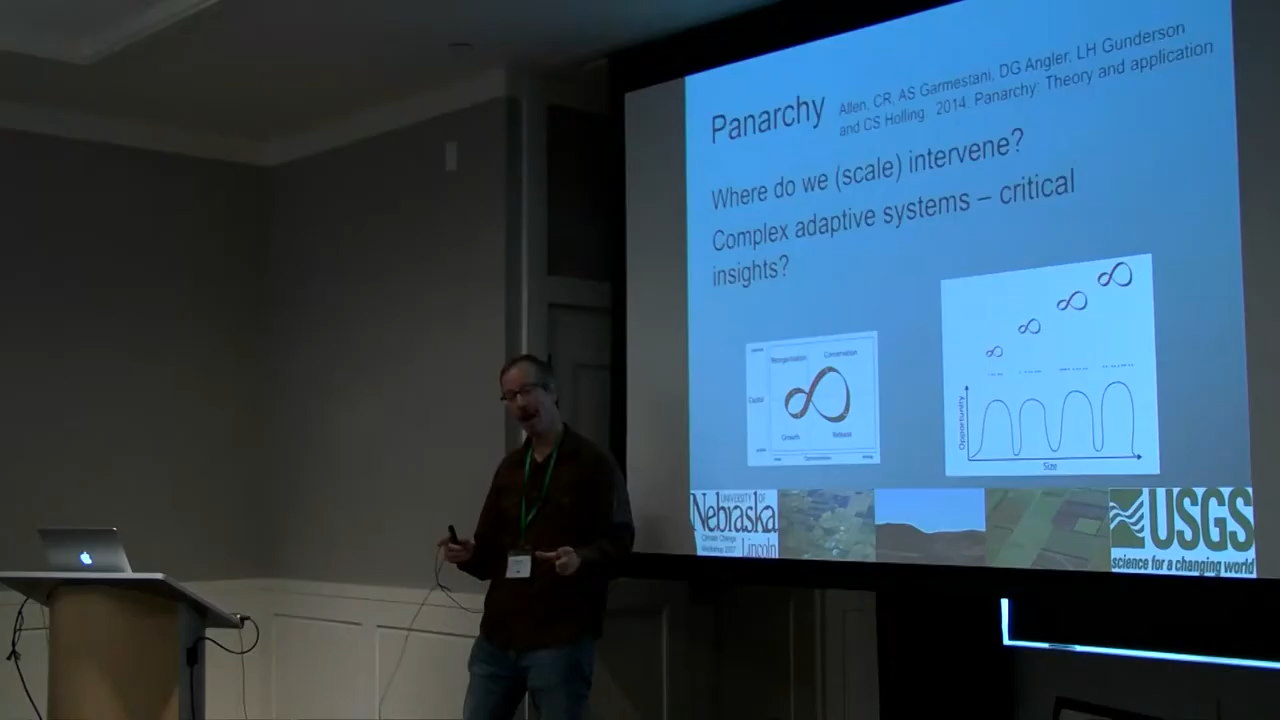 Panarchy
Allen, CR, AS Garmestani, DG Angler, LH Gunderson
and CS Holling. 2014. Panarchy: Theory and application
Where do we (scale) intervene?
Complex adaptive systems – critical
insights?
Reorganization
Conservation
Capital
Growth
Release
Opportunity
Size
UNIVERSITY OF
Nebraska
Lincoln
USGS
science for a changing world